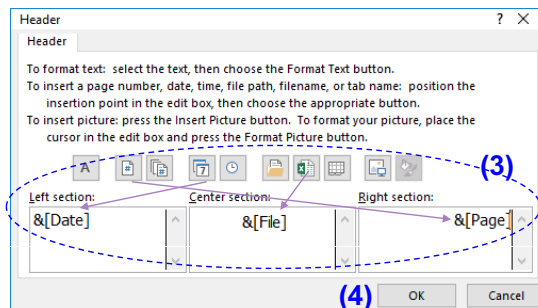 Header
? ×
Header
To format text: select the text, then choose the Format Text button.
To insert a page number, date, time, file path, filename, or tab name: position the
insertion point in the edit box, then choose the appropriate button.
To insert picture: press the Insert Picture button. To format your picture, place the
cursor in the edit box and press the Format Picture button.
A # # 7
(3)
Left section: Center section: Right section:
&[Date] &[File] &[Page]
(4) OK Cancel